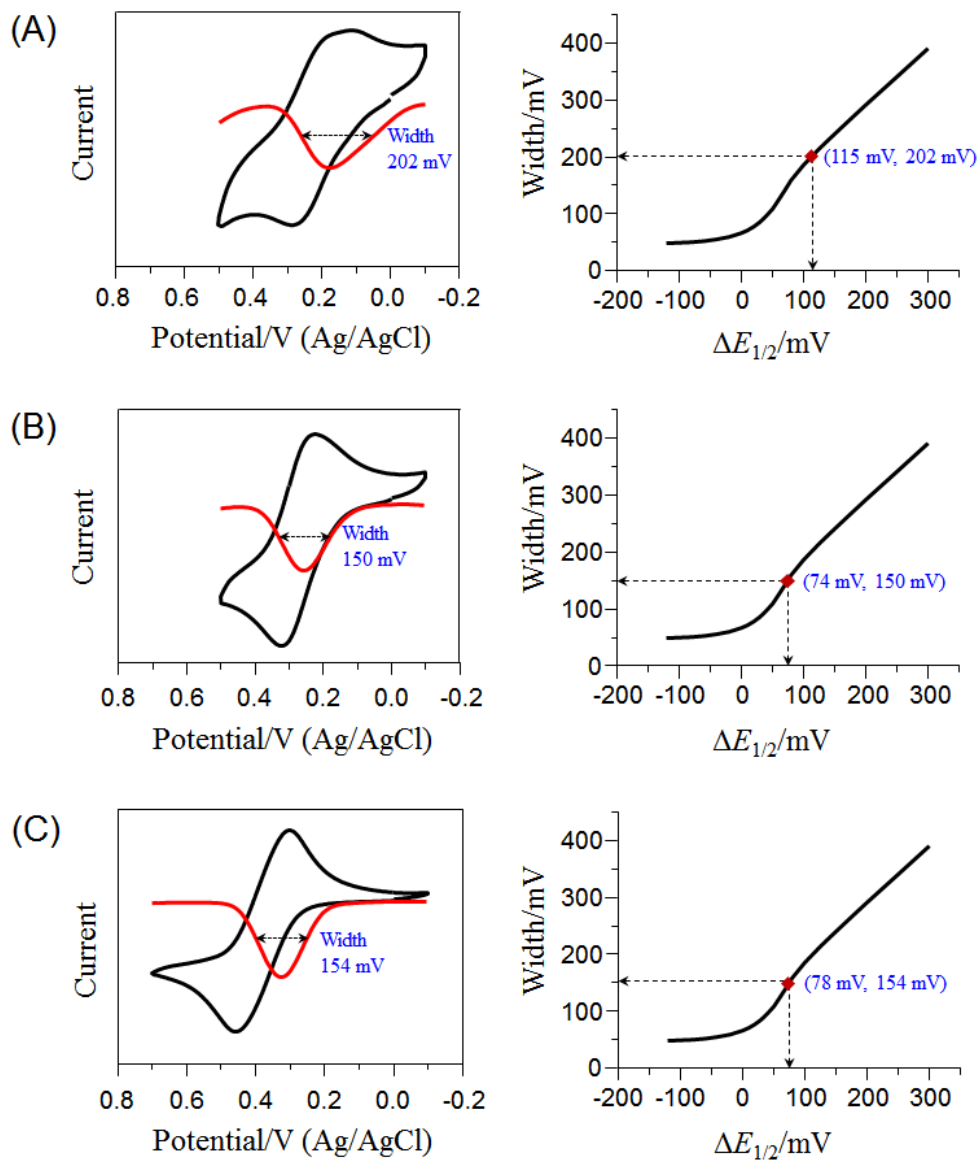 (A)
Current
Width
202 mV
0.8 0.6 0.4 0.2 0.0 -0.2
Potential/V (Ag/AgCl)
Width/mV
400
300
200
100
0
(115 mV, 202 mV)
-200 -100 0 100 200 300
ΔE1/2/mV
(B)
Current
Width
150 mV
0.8 0.6 0.4 0.2 0.0 -0.2
Potential/V (Ag/AgCl)
Width/mV
400
300
200
100
0
(74 mV, 150 mV)
-200 -100 0 100 200 300
ΔE1/2/mV
(C)
Current
Width
154 mV
0.8 0.6 0.4 0.2 0.0 -0.2
Potential/V (Ag/AgCl)
Width/mV
400
300
200
100
0
(78 mV, 154 mV)
-200 -100 0 100 200 300
ΔE1/2/mV